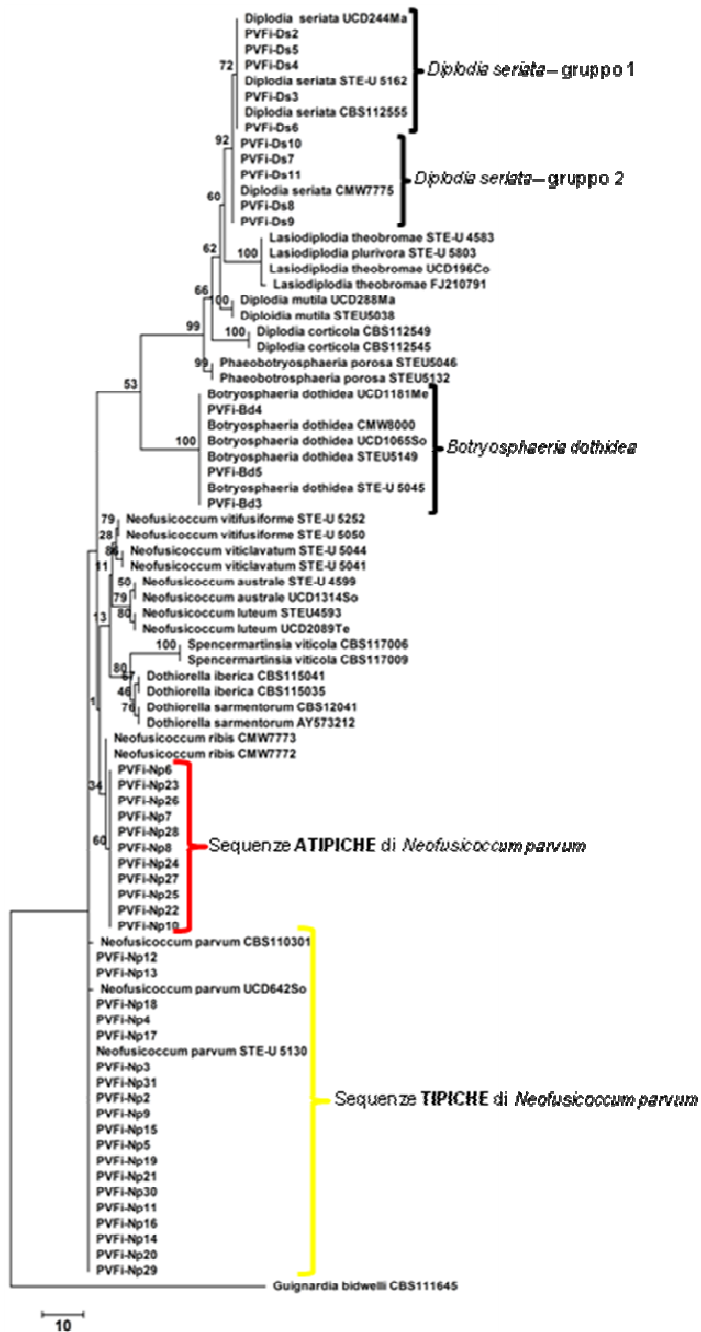 Diplodia seriata UCD244Ma
PVFi-Ds2
PVFi-Ds5
72
PVFi-Ds4
Diplodia seriata – gruppo 1
Diplodia seriata STE-U 5162
PVFi-Ds3
Diplodia seriata CBS112555
PVFi-Ds6
92
PVFi-Ds10
PVFi-Ds7
PVFi-Ds11
Diplodia seriata – gruppo 2
Diplodia seriata CMW7775
60
PVFi-Ds8
PVFi-Ds9
Lasiodiplodia theobromae STE-U 4583
62
100
Lasiodiplodia plurivora STE-U 5803
Lasiodiplodia theobromae UCD196Co
Lasiodiplodia theobromae FJ210791
66
100
Diplodia mutila UCD288Ma
Diploidia mutila STEU5038
99
100
Diplodia corticola CBS112549
Diplodia corticola CBS112545
99
Phaeobotryosphaeria porosa STEU5046
Phaeobotrosphaeria porosa STEU5132
53
Botryosphaeria dothidea UCD1181Me
PVFi-Bd4
Botryosphaeria dothidea CMW8000
100
Botryosphaeria dothidea UCD1065So
Botryosphaeria dothidea
Botryosphaeria dothidea STEU5149
PVFi-Bd5
Botryosphaeria dothidea STE-U 5045
PVFi-Bd3
79
Neofusicoccum vitifusiforme STE-U 5252
28
Neofusicoccum vitifusiforme STE-U 5050
Neofusicoccum viticlavatum STE-U 5044
11
Neofusicoccum viticlavatum STE-U 5041
50
Neofusicoccum australe STE-U 4599
79
Neofusicoccum australe UCD1314So
13
80
Neofusicoccum luteum STEU4593
Neofusicoccum luteum UCD2089Te
100
Spencermartinsia viticola CBS117006
Spencermartinsia viticola CBS117009
80
Dothiorella iberica CBS115041
46
Dothiorella iberica CBS115035
1
76
Dothiorella sarmentorum CBS12041
Dothiorella sarmentorum AY573212
Neofusicoccum ribis CMW7773
Neofusicoccum ribis CMW7772
34
PVFi-Np6
PVFi-Np23
PVFi-Np26
PVFi-Np7
PVFi-Np28
60
PVFi-Np8
Sequenze ATIPICHE di Neofusicoccum parvum
PVFi-Np24
PVFi-Np27
PVFi-Np25
PVFi-Np22
PVFi-Np10
Neofusicoccum parvum CBS110301
PVFi-Np12
PVFi-Np13
Neofusicoccum parvum UCD642So
PVFi-Np18
PVFi-Np4
PVFi-Np17
Neofusicoccum parvum STE-U 5130
PVFi-Np3
PVFi-Np31
PVFi-Np2
Sequenze TIPICHE di Neofusicoccum parvum
PVFi-Np9
PVFi-Np15
PVFi-Np5
PVFi-Np19
PVFi-Np21
PVFi-Np30
PVFi-Np11
PVFi-Np16
PVFi-Np14
PVFi-Np20
PVFi-Np29
Guignardia bidwelli CBS111645
10